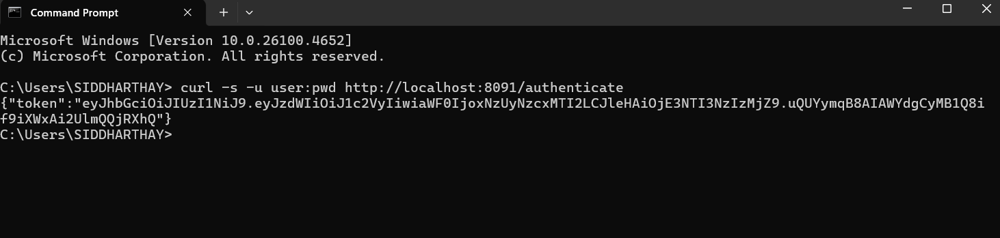 Command Prompt
Microsoft Windows [Version 10.0.26100.4652]
(c) Microsoft Corporation. All rights reserved.
C:\Users\SIDDHARTHAY> curl -s -u user:pwd http://localhost:8091/authenticate
{"token":"eyJhbGciOiJIUzI1NiJ9.eyJzdWIiOiJ1c2VyIiwiaWF0IjoxNzUyNzcxMTI2LCJleHAiOjE3NTI3NzIzMjZ9.uQUYymqB8AIAWYdgCyMB1Q8i
f9iXWxAi2UlmQQjRXhQ"}
C:\Users\SIDDHARTHAY>